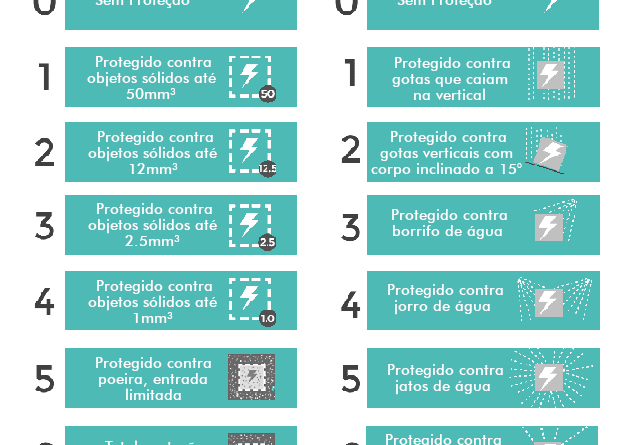 0
Sem Proteção
1
Protegido contra
objetos sólidos até
50mm³
50
2
Protegido contra
objetos sólidos até
12mm³
12.5
3
Protegido contra
objetos sólidos até
2.5mm³
2.5
4
Protegido contra
objetos sólidos até
1mm³
1.0
5
Protegido contra
poeira, entrada
limitada
0
Sem Proteção
1
Protegido contra
gotas que caiam
na vertical
2
Protegido contra
gotas verticais com
corpo inclinado a 15°
3
Protegido contra
borrifo de água
4
Protegido contra
jorro de água
5
Protegido contra
jatos de água
Protegido contra